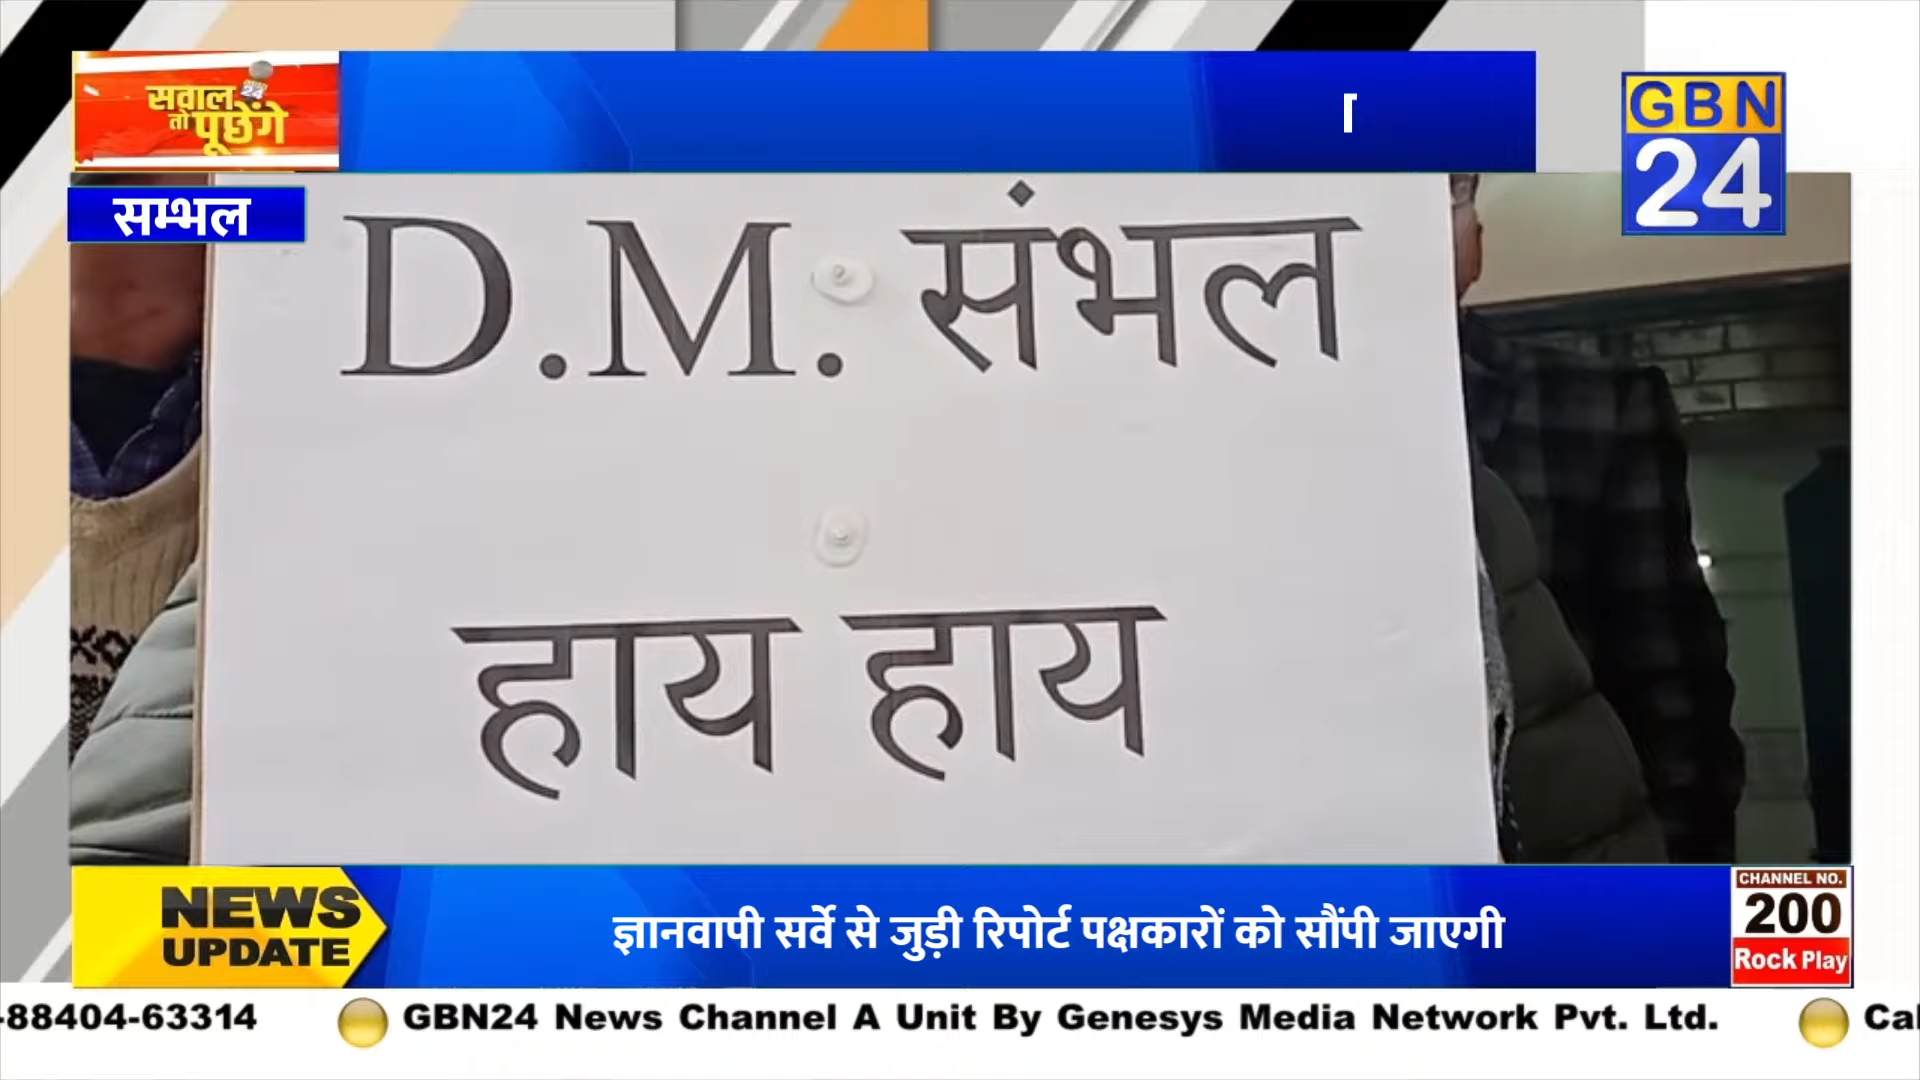 सवाल
24
तो पूछेंगे
GBN
24
सम्भल
D.M. संभल
हाय हाय
NEWS
UPDATE
ज्ञानवापी सर्वे से जुड़ी रिपोर्ट पक्षकारों को सौंपी जाएगी
CHANNEL NO.
200
Rock Play
-88404-63314
GBN24 News Channel A Unit By Genesys Media Network Pvt. Ltd.